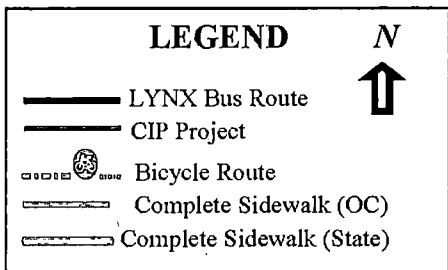 LEGEND N
LYNX Bus Route
CIP Project
Bicycle Route
Complete Sidewalk (OC)
Complete Sidewalk (State)